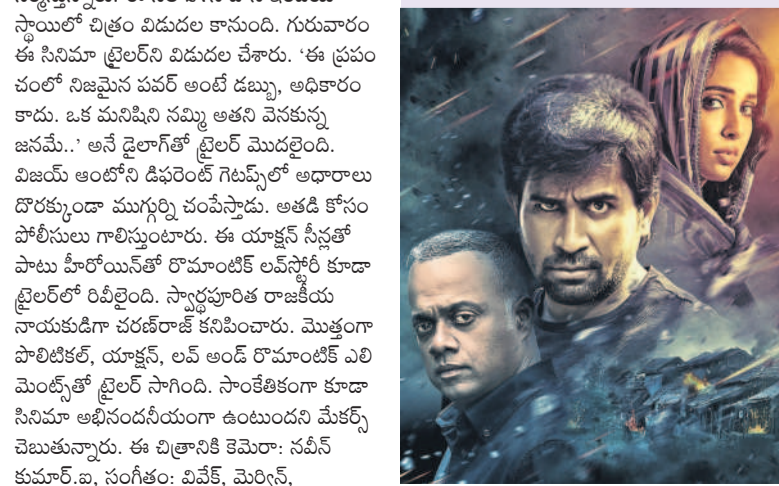 స్థాయిలో చిత్రం విడుదల కానుంది. గురువారం
ఈ సినిమా ట్రైలర్‌ని విడుదల చేశారు. ‘ఈ ప్రపం
చంలో నిజమైన పవర్ అంటే డబ్బు, అధికారం
కాదు. ఒక మనిషిని నమ్మి అతని వెనకున్న
జనమే..’ అనే డైలాగ్‌తో ట్రైలర్ మొదలైంది.
విజయ్ ఆంటోని డిఫరెంట్ గెటప్స్‌లో అధారాలు
దొరక్కుండా ముగ్గుర్ని చంపేస్తాడు. అతడి కోసం
పోలీసులు గాలిస్తుంటారు. ఈ యాక్షన్ సీన్లతో
పాటు హీరోయిన్‌తో రొమాంటిక్ లవ్‌స్టోరీ కూడా
ట్రైలర్‌లో రివీలైంది. స్వార్థపూరిత రాజకీయ
నాయకుడిగా చరణ్‌రాజ్ కనిపించారు. మొత్తంగా
పొలిటికల్, యాక్షన్, లవ్ అండ్ రొమాంటిక్ ఎలి
మెంట్స్‌తో ట్రైలర్ సాగింది. సాంకేతికంగా కూడా
సినిమా అభినందనీయంగా ఉంటుందని మేకర్స్
చెబుతున్నారు. ఈ చిత్రానికి కెమెరా: నవీన్
కుమార్.ఐ, సంగీతం: వివేక్, మెర్విన్,